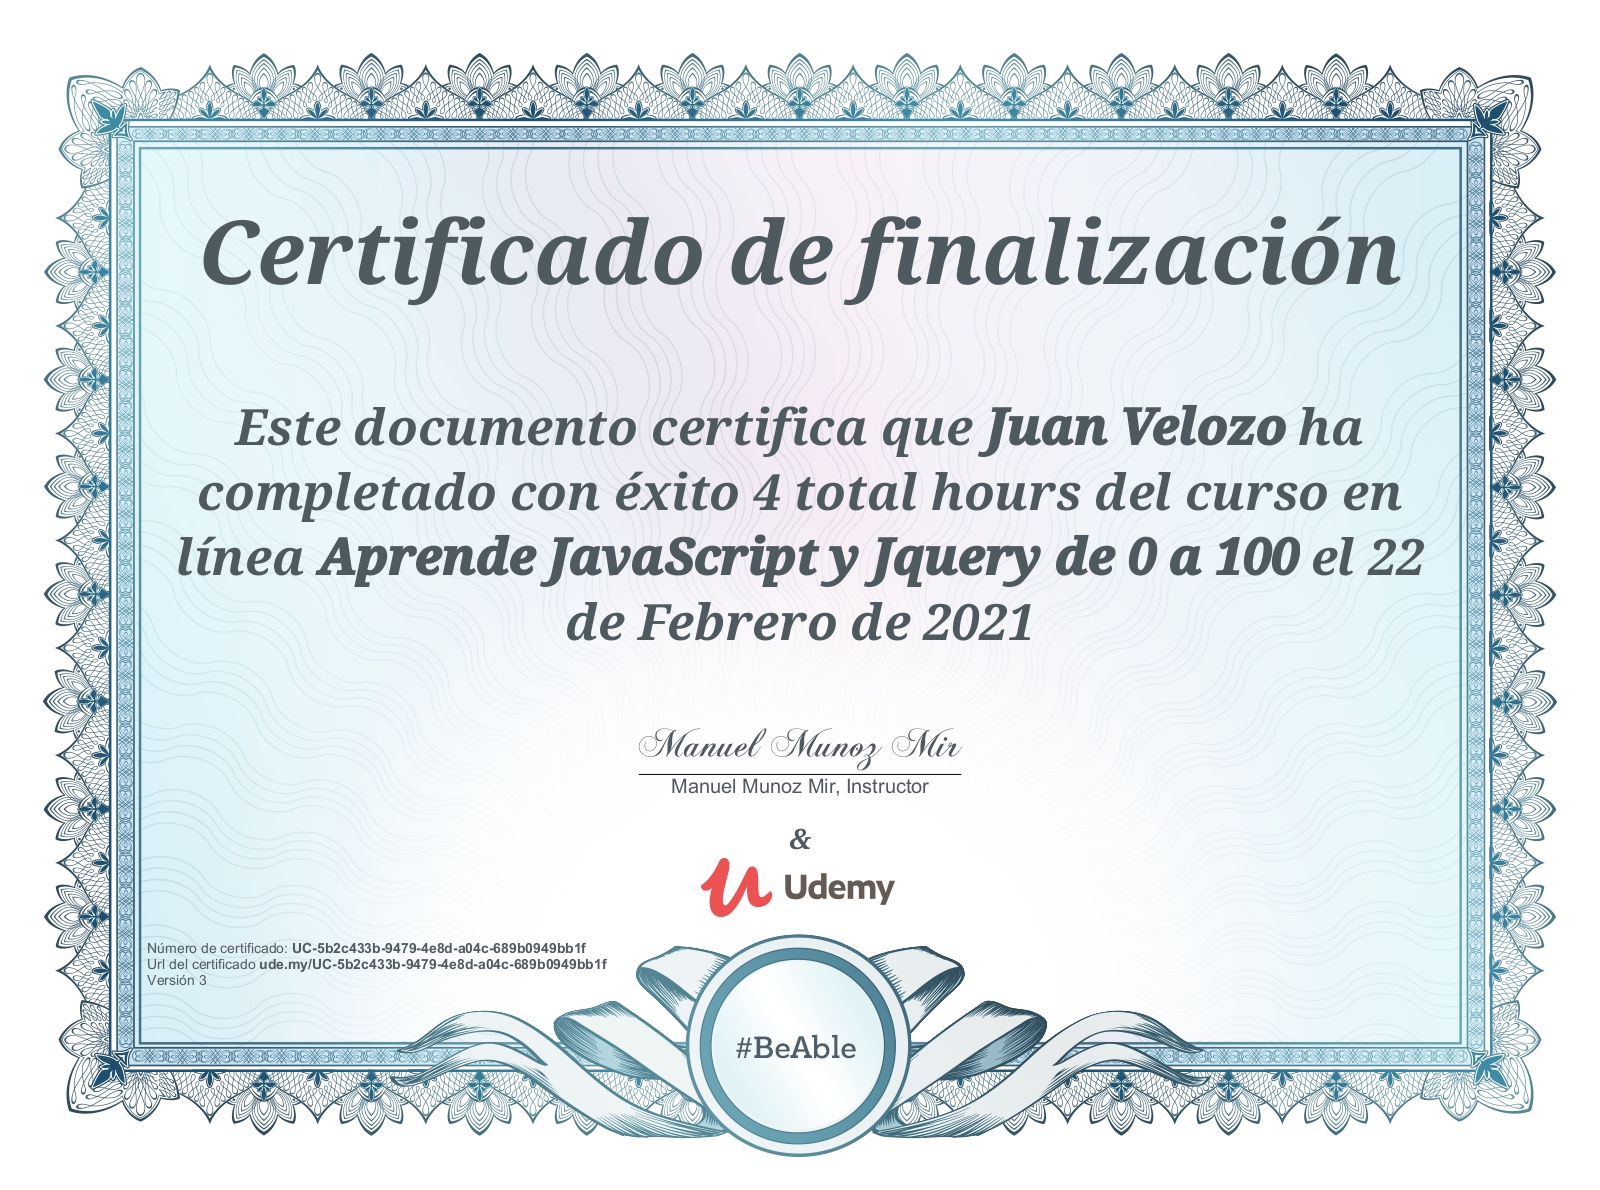 Certificado de finalización
Este documento certifica que Juan Velozo ha
completado con éxito 4 total hours del curso en
línea Aprende JavaScript y Jquery de 0 a 100 el 22
de Febrero de 2021
Manuel Munoz Mir
Manuel Munoz Mir, Instructor
&
Udemy
Número de certificado: UC-5b2c433b-9479-4e8d-a04c-689b0949bb1f
Url del certificado ude.my/UC-5b2c433b-9479-4e8d-a04c-689b0949bb1f
Versión 3
#BeAble